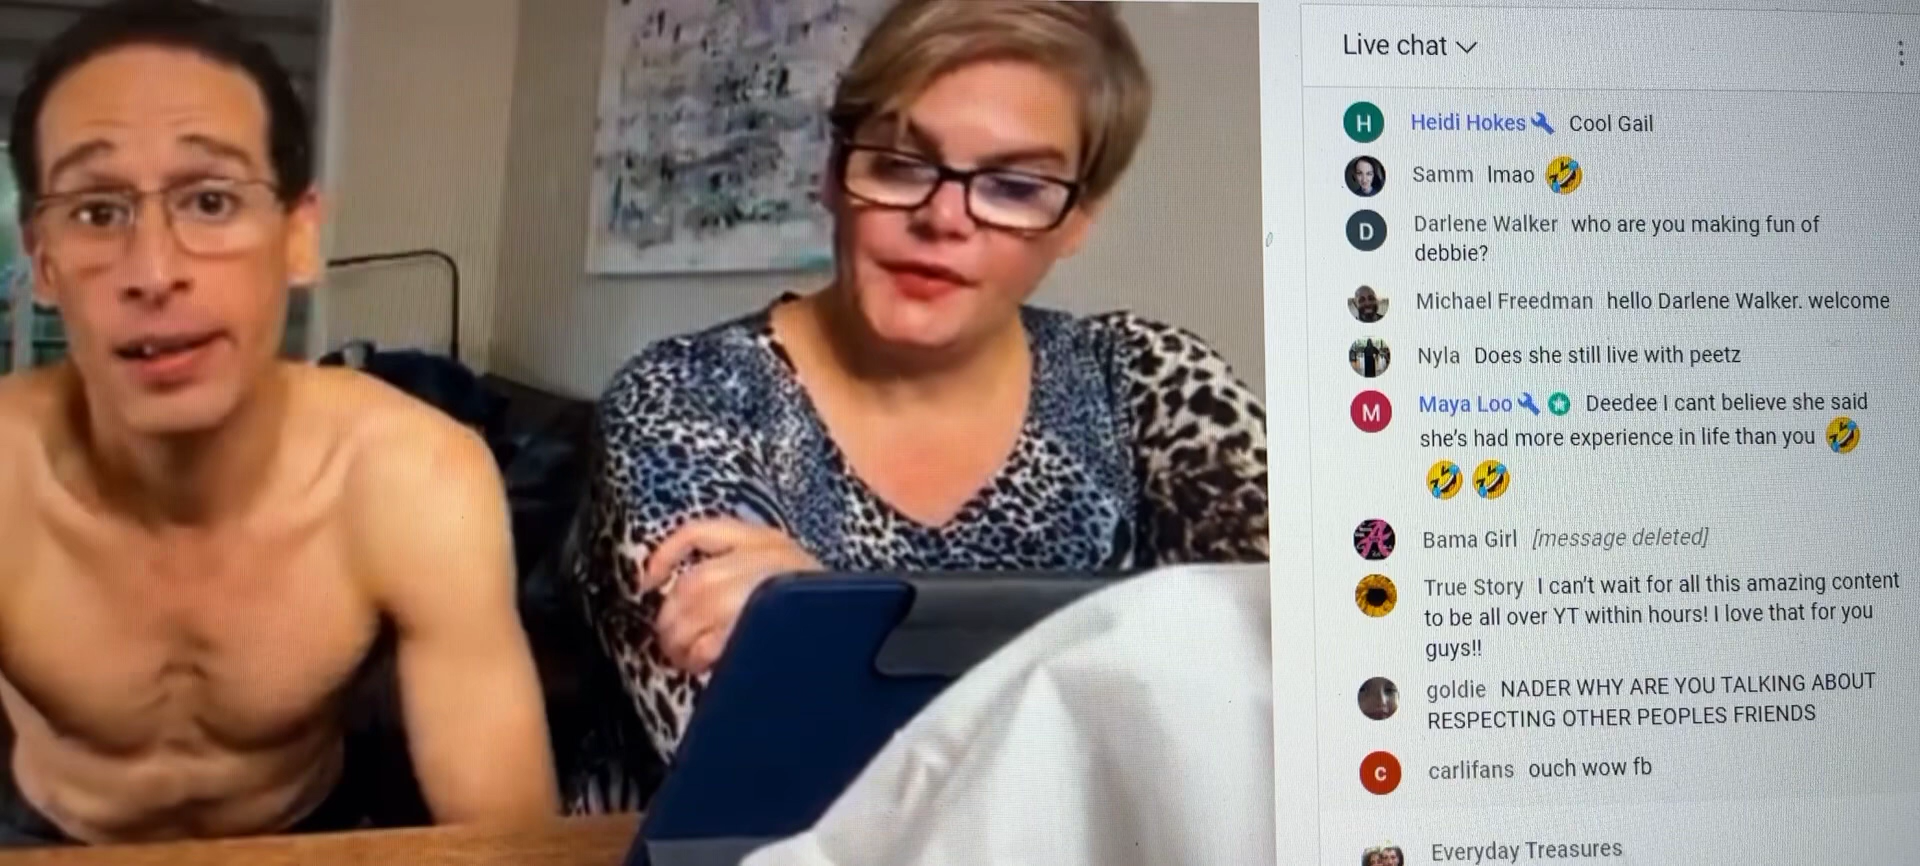 Live chat
H Heidi Hokes Cool Gail
Samm lmao
D Darlene Walker who are you making fun of
debbie?
Michael Freedman hello Darlene Walker. welcome
Nyla Does she still live with peetz
M Maya Loo Deedee I cant believe she said
she's had more experience in life than you
Bama Girl [message deleted]
True Story I can't wait for all this amazing content
to be all over YT within hours! I love that for you
guys!!
goldie NADER WHY ARE YOU TALKING ABOUT
RESPECTING OTHER PEOPLES FRIENDS
c carlifans ouch wow fb
Everyday Treasures